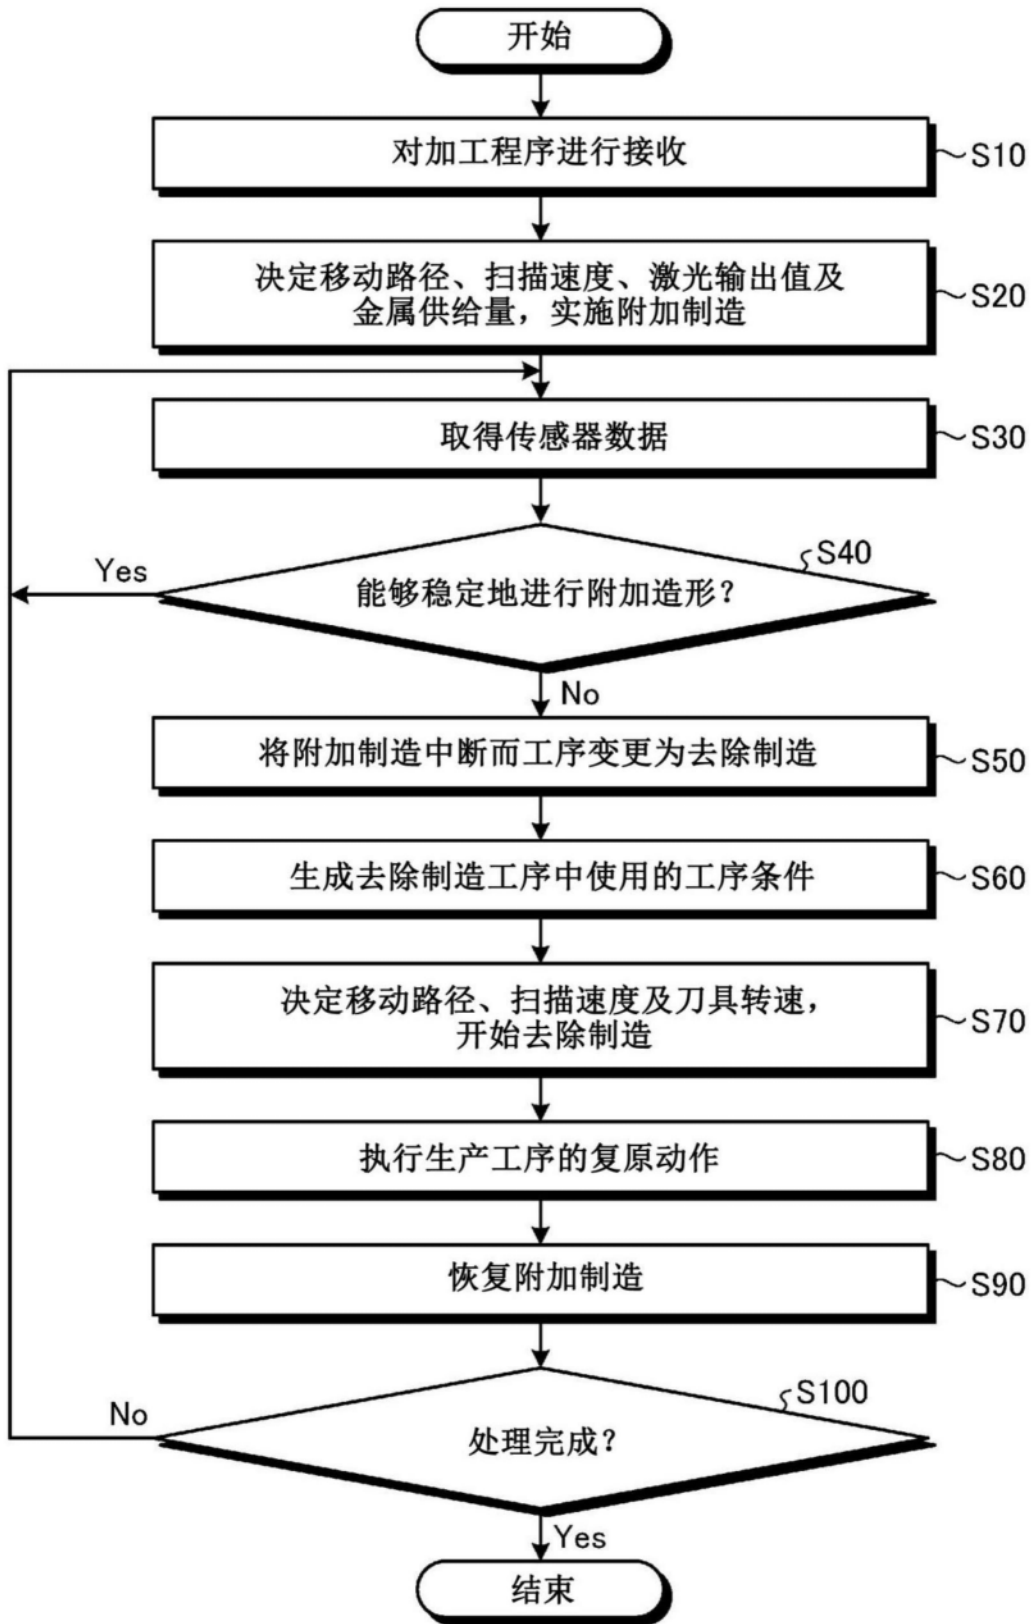 开始
对加工程序进行接收
S10
决定移动路径、扫描速度、激光输出值及
金属供给量，实施附加制造
S20
取得传感器数据
S30
S40
Yes
能够稳定地进行附加造形？
No
将附加制造中断而工序变更为去除制造
S50
生成去除制造工序中使用的工序条件
S60
决定移动路径、扫描速度及刀具转速，
开始去除制造
S70
执行生产工序的复原动作
S80
恢复附加制造
S90
S100
No
处理完成？
Yes
结束